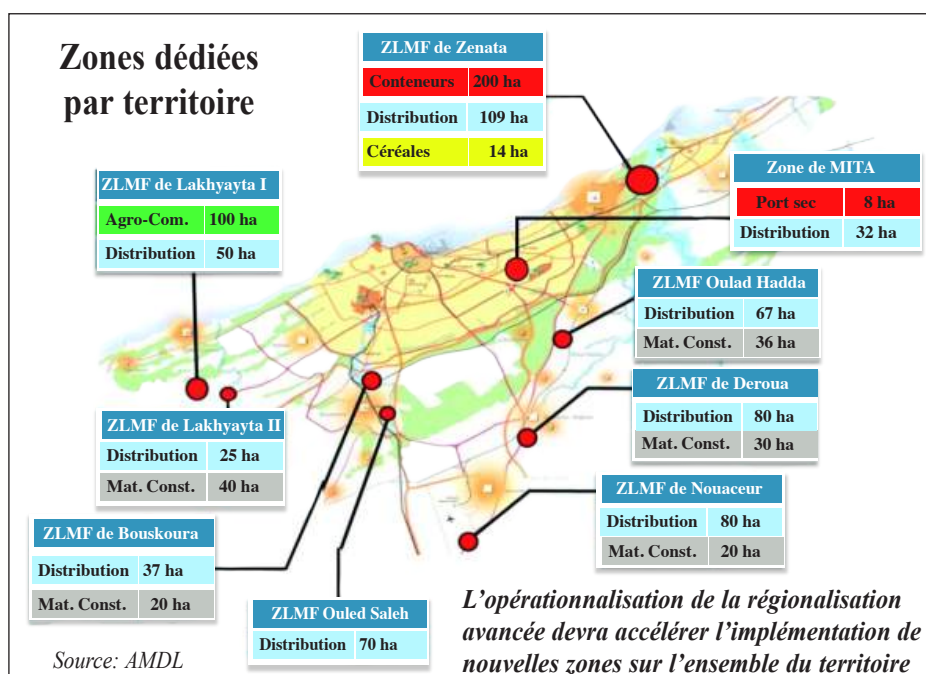 Zones dédiées
par territoire
ZLMF de Zenata
Conteneurs 200 ha
Distribution 109 ha
Céréales 14 ha
Zone de MITA
Port sec 8 ha
Distribution 32 ha
ZLMF de Lakhyayta I
Agro-Com. 100 ha
Distribution 50 ha
ZLMF Oulad Hadda
Distribution 67 ha
Mat. Const. 36 ha
ZLMF de Deroua
Distribution 80 ha
Mat. Const. 30 ha
ZLMF de Lakhyayta II
Distribution 25 ha
Mat. Const. 40 ha
ZLMF de Nouaceur
Distribution 80 ha
Mat. Const. 20 ha
ZLMF de Bouskoura
Distribution 37 ha
Mat. Const. 20 ha
ZLMF Ouled Saleh
Distribution 70 ha
L'opérationnalisation de la régionalisation
avancée devra accélérer l'implémentation de
nouvelles zones sur l'ensemble du territoire
Source: AMDL